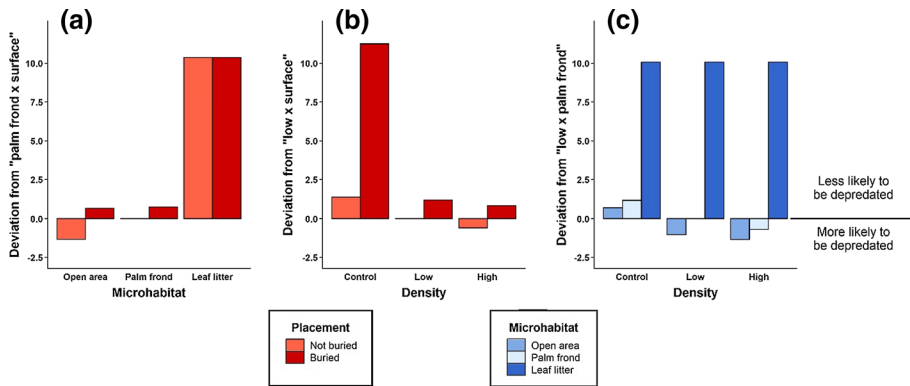 (a)
Deviation from "palm frond x surface"
10.0
7.5
5.0
2.5
0.0
-2.5
Open area Palm frond Leaf litter
Microhabitat
(b)
Deviation from "low x surface"
10.0
7.5
5.0
2.5
0.0
-2.5
Control Low High
Density
(c)
Deviation from "low x palm frond"
10.0
7.5
5.0
2.5
0.0
-2.5
Control Low High
Density
Less likely to
be depredated
More likely to
be depredated
Placement
Not buried
Buried
Microhabitat
Open area
Palm frond
Leaf litter